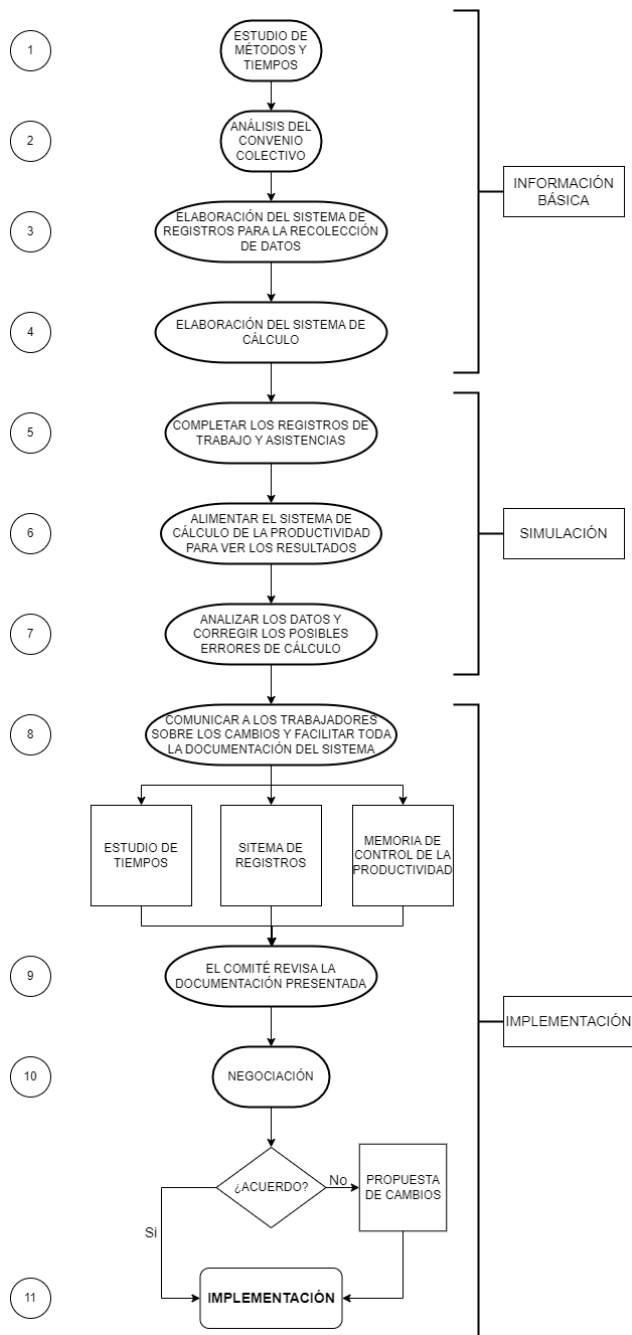 1
ESTUDIO DE
MÉTODOS Y
TIEMPOS
2
ANÁLISIS DEL
CONVENIO
COLECTIVO
INFORMACIÓN
BÁSICA
3
ELABORACIÓN DEL SISTEMA DE
REGISTROS PARA LA RECOLECCIÓN
DE DATOS
4
ELABORACIÓN DEL SISTEMA DE
CÁLCULO
5
COMPLETAR LOS REGISTROS DE
TRABAJO Y ASISTENCIAS
6
ALIMENTAR EL SISTEMA DE
CÁLCULO DE LA PRODUCTIVIDAD
PARA VER LOS RESULTADOS
SIMULACIÓN
7
ANALIZAR LOS DATOS Y
CORREGIR LOS POSIBLES
ERRORES DE CÁLCULO
8
COMUNICAR A LOS TRABAJADORES
SOBRE LOS CAMBIOS Y FACILITAR TODA
LA DOCUMENTACIÓN DEL SISTEMA
ESTUDIO DE
TIEMPOS
SITEMA DE
REGISTROS
MEMORIA DE
CONTROL DE LA
PRODUCTIVIDAD
9
EL COMITÉ REVISA LA
DOCUMENTACIÓN PRESENTADA
IMPLEMENTACIÓN
10
NEGOCIACIÓN
¿ACUERDO?
No
PROPUESTA
DE CAMBIOS
Si
11
IMPLEMENTACIÓN